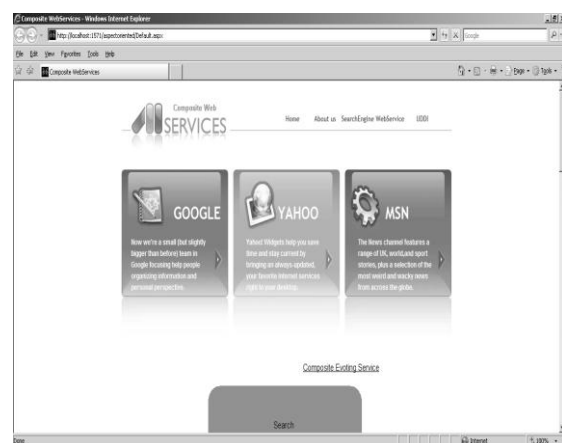 Composite WebServices - Windows Internet Explorer
http://localhost:1571/aspectoriented/Default.aspx
Google
File Edit View Favorites Tools Help
Composite WebServices
Page Tools
Composite Web
SERVICES
Home About us SearchEngine WebService UDDI
GOOGLE
Now we're a small (but slightly
bigger than before) team in
Google focusing help people
organizing information and
personal perspective.
YAHOO
Yahoo! Widgets help you save
time and stay current by
bringing an always-updated,
your favorite internet services
right to your desktop.
MSN
The News channel features a
range of UK, world,and sport
stories, plus a selection of the
most weird and wacky news
from across the globe.
Composite Evoting Service
Search
Done
Internet
100%